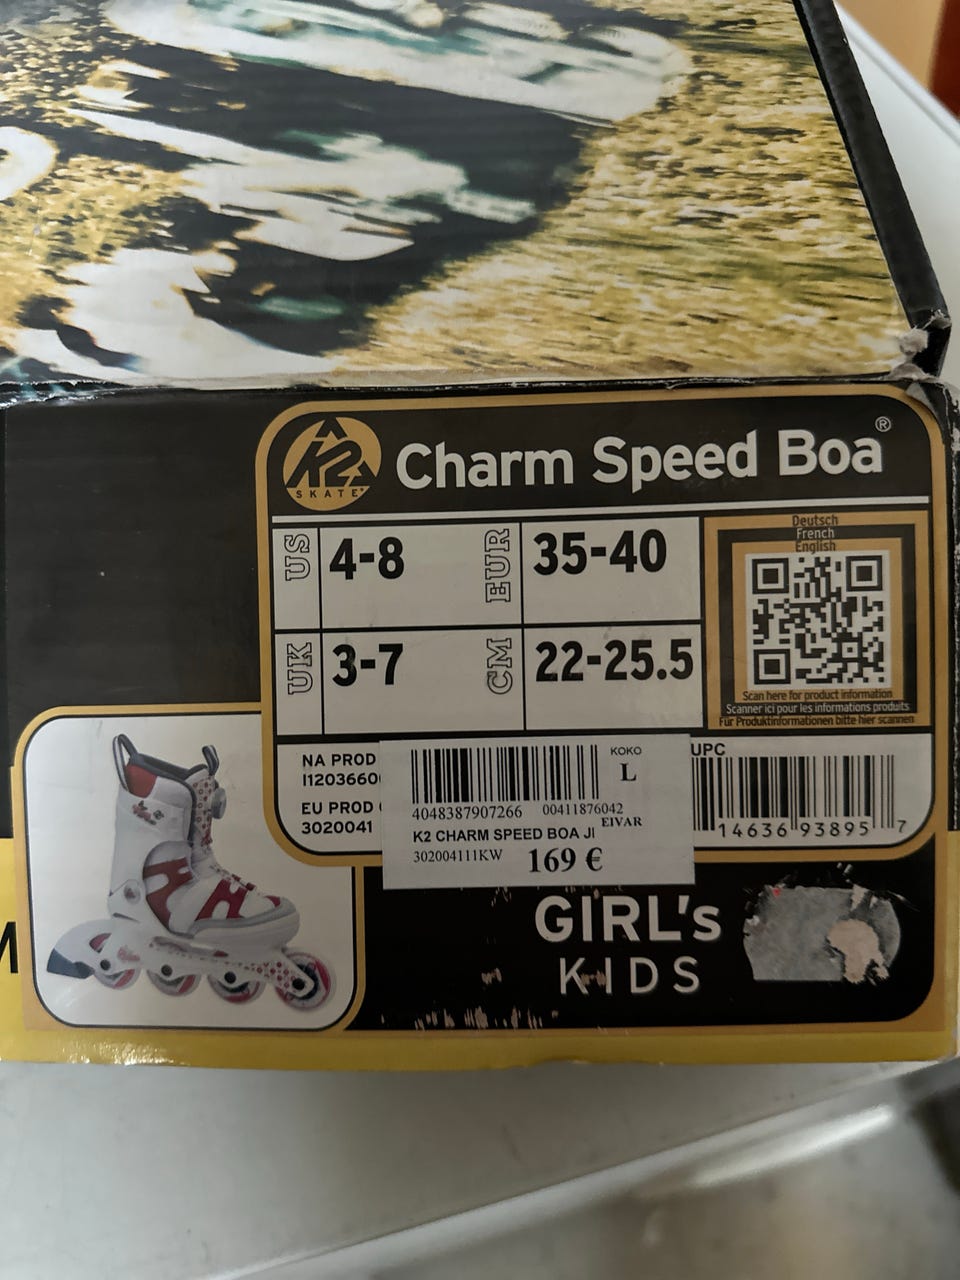 K2
SKATE
Charm Speed Boa®
US 4-8 EUR 35-40
UK 3-7 CM 22-25.5
Deutsch
French
English
Scan here for product information
Scanner ici pour les informations produits
Für Produktinformationen bitte hier scannen
NA PROD
I1203660
EU PROD
3020041
KOKO
L
4048387907266 00411876042
EIVAR
K2 CHARM SPEED BOA JI
302004111KW 169 €
UPC
14636 93895 7
GIRL's
KIDS
M